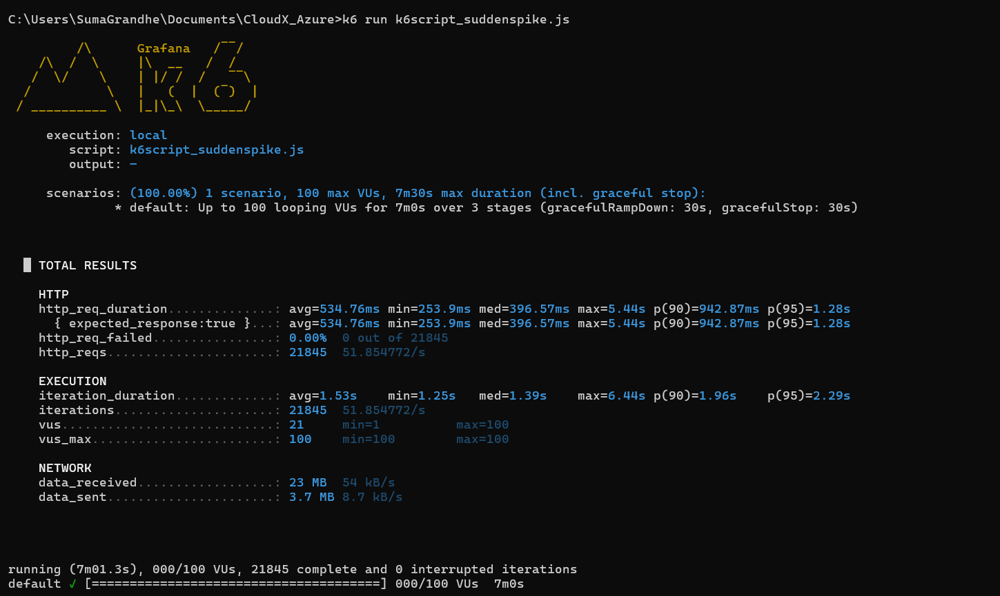 C:\Users\SumaGrandhe\Documents\CloudX_Azure>k6 run k6script_suddenspike.js
Grafana
execution: local
script: k6script_suddenspike.js
output: -
scenarios: (100.00%) 1 scenario, 100 max VUs, 7m30s max duration (incl. graceful stop):
* default: Up to 100 looping VUs for 7m0s over 3 stages (gracefulRampDown: 30s, gracefulStop: 30s)
█ TOTAL RESULTS
HTTP
http_req_duration..............: avg=534.76ms min=253.9ms med=396.57ms max=5.44s p(90)=942.87ms p(95)=1.28s
{ expected_response:true }...: avg=534.76ms min=253.9ms med=396.57ms max=5.44s p(90)=942.87ms p(95)=1.28s
http_req_failed................: 0.00% 0 out of 21845
http_reqs......................: 21845 51.854772/s
EXECUTION
iteration_duration.............: avg=1.53s min=1.25s med=1.39s max=6.44s p(90)=1.96s p(95)=2.29s
iterations.....................: 21845 51.854772/s
vus............................: 21 min=1 max=100
vus_max........................: 100 min=100 max=100
NETWORK
data_received..................: 23 MB 54 kB/s
data_sent......................: 3.7 MB 8.7 kB/s
running (7m01.3s), 000/100 VUs, 21845 complete and 0 interrupted iterations
default ✓ [======================================] 000/100 VUs 7m0s